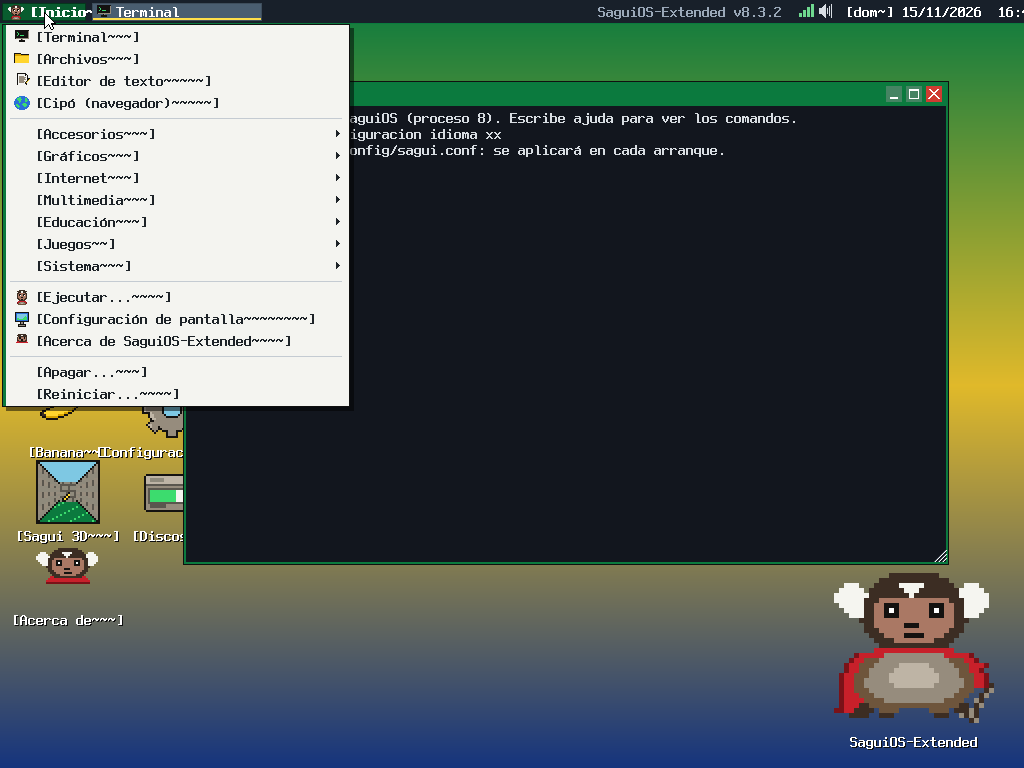 [Inicio~
Terminal
SaguiOS-Extended v8.3.2
[dom~] 15/11/2026
[Terminal~~~]
[Archivos~~~]
[Editor de texto~~~~~]
[Cipó (navegador)~~~~~]
[Accesorios~~~]
[Gráficos~~~]
[Internet~~~]
[Multimedia~~~]
[Educación~~~]
[Juegos~~]
[Sistema~~~]
[Ejecutar...~~~~]
[Configuración de pantalla~~~~~~~~]
[Acerca de SaguiOS-Extended~~~~]
[Apagar...~~~]
[Reiniciar...~~~~]
aguiOS (proceso 8). Escribe ajuda para ver los comandos.
iguracion idioma xx
onfig/sagui.conf: se aplicará en cada arranque.
[Banana~~
[Configurac
[Sagui 3D~~~]
[Discos
[Acerca de~~~]
SaguiOS-Extended